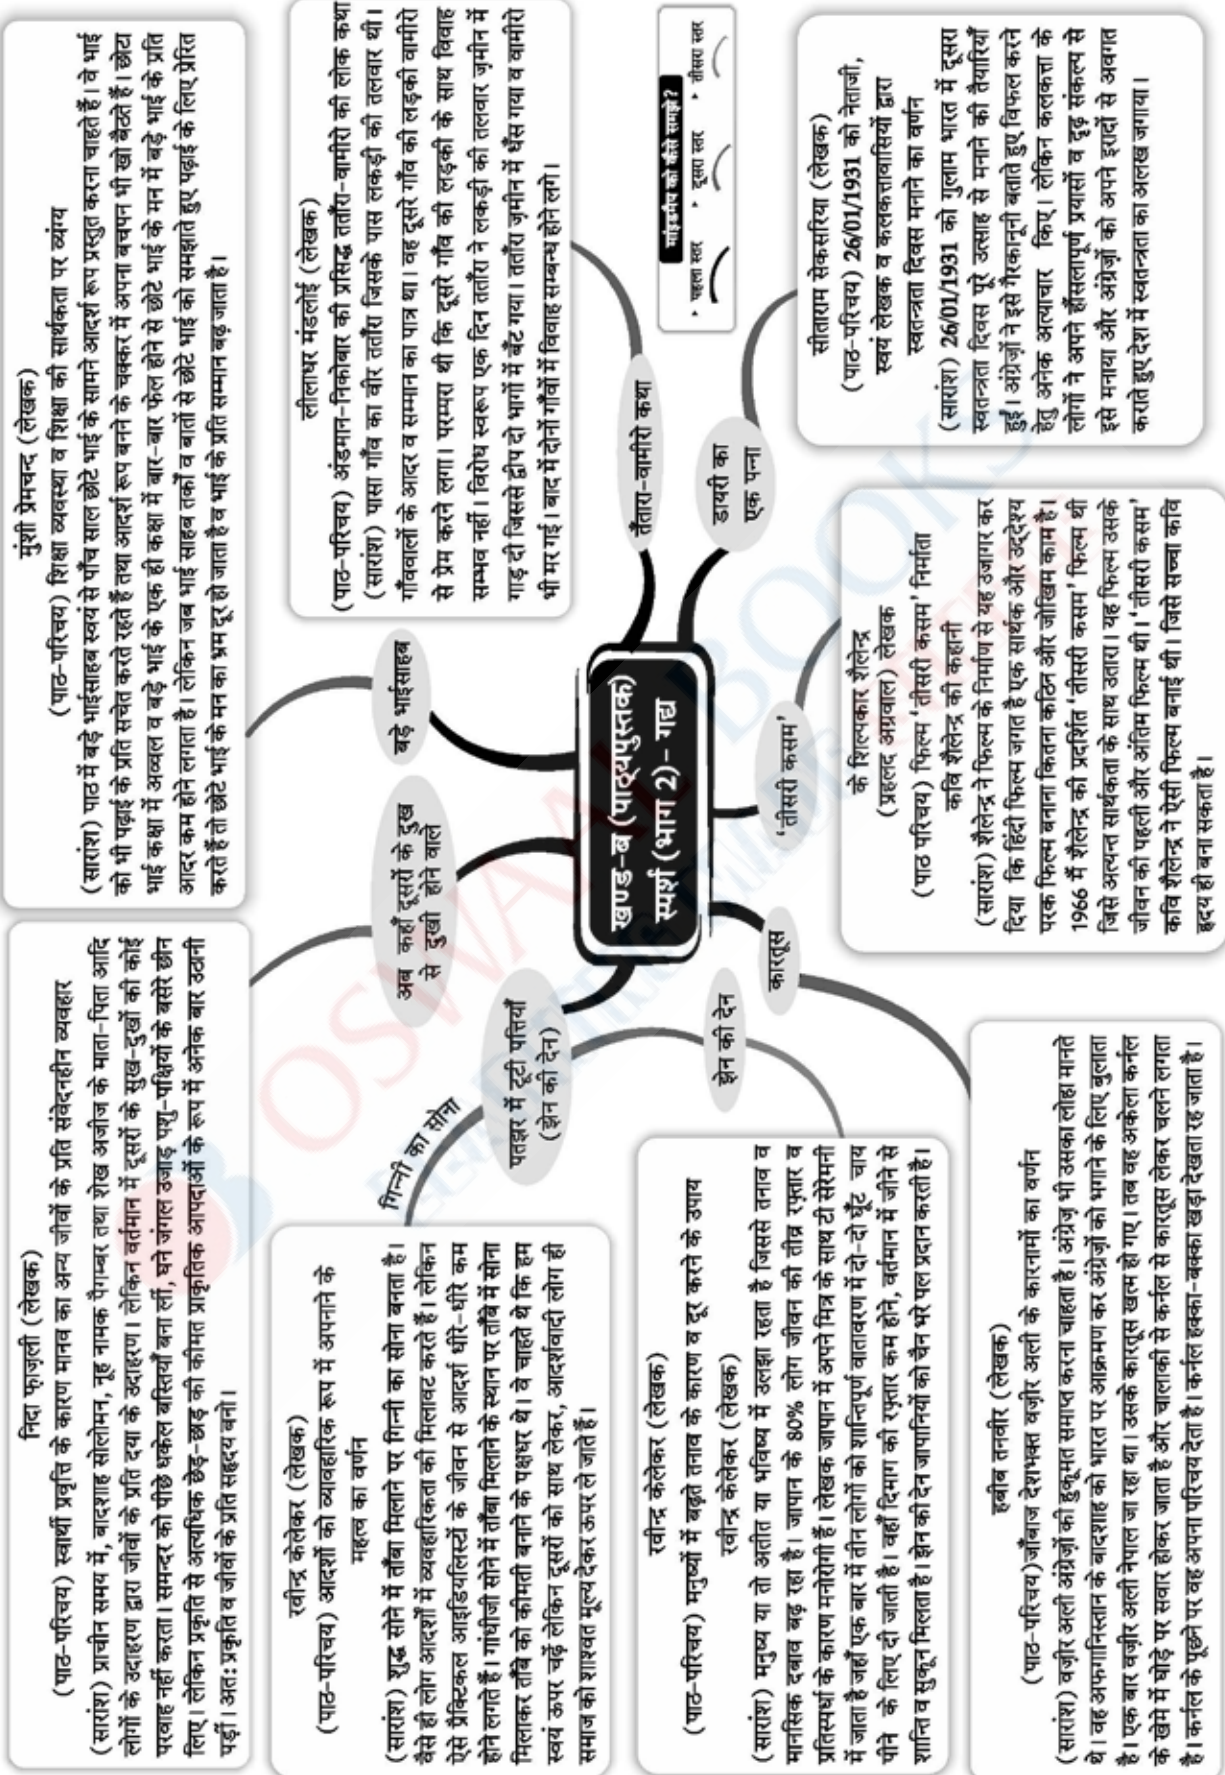 मुंशी प्रेमचन्द (लेखक)
(पाठ-परिचय) शिक्षा व्यवस्था व शिक्षा की सार्थकता पर व्यंग्य
(सारांश) पाठ में बड़े भाईसाहब स्वयं से पाँच साल छोटे भाई के सामने आदर्श रूप प्रस्तुत करना चाहते हैं। वे भाई
को भी पढ़ाई के प्रति सचेत करते रहते हैं तथा आदर्श रूप बनने के चक्कर में अपना बचपन भी खो बैठते हैं। छोटा
भाई कक्षा में अव्वल व बड़े भाई के एक ही कक्षा में बार-बार फेल होने से छोटे भाई के मन में बड़े भाई के प्रति
आदर कम होने लगता है। लेकिन जब भाई साहब तर्कों व बातों से छोटे भाई को समझाते हुए पढ़ाई के लिए प्रेरित
करते हैं तो छोटे भाई के मन का भ्रम दूर हो जाता है व भाई के प्रति सम्मान बढ़ जाता है।
बड़े भाईसाहब
लीलाधर मंडलोई (लेखक)
(पाठ-परिचय) अंडमान-निकोबार की प्रसिद्ध तताँरा-वामीरो की लोक कथा
(सारांश) पासा गाँव का वीर तताँरा जिसके पास लकड़ी की तलवार थी।
गाँववालों के आदर व सम्मान का पात्र था। वह दूसरे गाँव की लड़की वामीरो
से प्रेम करने लगा। परम्परा थी कि दूसरे गाँव की लड़की के साथ विवाह
सम्भव नहीं। विरोध स्वरूप एक दिन तताँरा ने लकड़ी की तलवार ज़मीन में
गाड़ दी जिससे द्वीप दो भागों में बँट गया। तताँरा ज़मीन में धँस गया व वामीरो
भी मर गई। बाद में दोनों गाँवों में विवाह सम्बन्ध होने लगे।
तँतारा-वामीरो कथा
माइंडमैप को कैसे समझे ?
पहला स्तर
दूसरा स्तर
तीसरा स्तर
डायरी का
एक पन्ना
सीताराम सेकसरिया (लेखक)
(पाठ-परिचय) 26/01/1931 को नेताजी,
स्वयं लेखक व कलकत्तावासियों द्वारा
स्वतन्त्रता दिवस मनाने का वर्णन
(सारांश) 26/01/1931 को गुलाम भारत में दूसरा
स्वतन्त्रता दिवस पूरे उत्साह से मनाने की तैयारियाँ
हुई। अंग्रेज़ों ने इसे गैरकानूनी बताते हुए विफल करने
हेतु अनेक अत्याचार किए। लेकिन कलकत्ता के
लोगों ने अपने हौंसलापूर्ण प्रयासों व दृढ़ संकल्प से
इसे मनाया और अंग्रेज़ों को अपने इरादों से अवगत
कराते हुए देश में स्वतन्त्रता का अलख जगाया।
खण्ड-ब (पाठ्यपुस्तक)
स्पर्श (भाग 2)- गद्य
निदा फ़ाज़ली (लेखक)
(पाठ-परिचय) स्वार्थी प्रवृत्ति के कारण मानव का अन्य जीवों के प्रति संवेदनहीन व्यवहार
(सारांश) प्राचीन समय में, बादशाह सोलोमन, नूह नामक पैगम्बर तथा शेख अजीज के माता-पिता आदि
लोगों के उदाहरण द्वारा जीवों के प्रति दया के उदाहरण। लेकिन वर्तमान में दूसरों के सुख-दुखों की कोई
परवाह नहीं करता। समन्दर को पीछे धकेल बस्तियाँ बना लीं, घने जंगल उजाड़ पशु-पक्षियों के बसेरे छीन
लिए। लेकिन प्रकृति से अत्यधिक छेड़-छाड़ की कीमत प्राकृतिक आपदाओं के रूप में अनेक बार उठानी
पड़ीं। अतः प्रकृति व जीवों के प्रति सहृदय बनो।
अब कहाँ दूसरों के दुख
से दुखी होने वाले
रवीन्द्र केलेकर (लेखक)
(पाठ-परिचय) आदर्शों को व्यावहारिक रूप में अपनाने के
महत्व का वर्णन
(सारांश) शुद्ध सोने में ताँबा मिलाने पर गिन्नी का सोना बनता है।
वैसे ही लोग आदर्शों में व्यवहारिकता की मिलावट करते हैं। लेकिन
ऐसे प्रैक्टिकल आइडियलिस्टों के जीवन से आदर्श धीरे-धीरे कम
होने लगते हैं। गांधीजी सोने में ताँबा मिलाने के स्थान पर ताँबे में सोना
मिलाकर ताँबे को कीमती बनाने के पक्षधर थे। वे चाहते थे कि हम
स्वयं ऊपर चढ़ें लेकिन दूसरों को साथ लेकर, आदर्शवादी लोग ही
समाज को शाश्वत मूल्य देकर ऊपर ले जाते हैं।
गिन्नी का सोना
पतझर में टूटी पत्तियाँ
(झेन की देन)
झेन की देन
रवीन्द्र केलेकर (लेखक)
(पाठ-परिचय) मनुष्यों में बढ़ते तनाव के कारण व दूर करने के उपाय
रवीन्द्र केलेकर (लेखक)
(सारांश) मनुष्य या तो अतीत या भविष्य में उलझा रहता है जिससे तनाव व
मानसिक दबाव बढ़ रहा है। जापान के 80% लोग जीवन की तीव्र रफ़्तार व
प्रतिस्पर्धा के कारण मनोरोगी हैं। लेखक जापान में अपने मित्र के साथ टी सेरेमनी
में जाता है जहाँ एक बार में तीन लोगों को शान्तिपूर्ण वातावरण में दो-दो घूँट चाय
पीने के लिए दी जाती है। वहाँ दिमाग की रफ़्तार कम होने, वर्तमान में जीने से
शान्ति व सुकून मिलता है। झेन की देन जापानियों को चैन भरे पल प्रदान करती है।
कारतूस
हबीब तनवीर (लेखक)
(पाठ-परिचय)जाँबाज देशभक्त वज़ीर अली के कारनामों का वर्णन
(सारांश) वज़ीर अली अंग्रेज़ों की हुकूमत समाप्त करना चाहता है। अंग्रेज़ भी उसका लोहा मानते
थे। वह अफगानिस्तान के बादशाह को भारत पर आक्रमण कर अंग्रेज़ों को भगाने के लिए बुलाता
है। एक बार वज़ीर अली नेपाल जा रहा था। उसके कारतूस खत्म हो गए। तब वह अकेला कर्नल
के खेमे में घोड़े पर सवार होकर जाता है और चालाकी से कर्नल से कारतूस लेकर चलने लगता
है। कर्नल के पूछने पर वह अपना परिचय देता है। कर्नल हक्का-बक्का खड़ा देखता रह जाता है।
'तीसरी कसम'
के शिल्पकार शैलेन्द्र
(प्रहलद अग्रवाल) लेखक
(पाठ परिचय) फिल्म 'तीसरी कसम' निर्माता
कवि शैलेन्द्र की कहानी
(सारांश) शैलेन्द्र ने फिल्म के निर्माण से यह उजागर कर
दिया कि हिंदी फिल्म जगत है एक सार्थक और उद्देश्य
परक फिल्म बनाना कितना कठिन और जोखिम काम है।
1966 में शैलेन्द्र की प्रदर्शित 'तीसरी कसम' फिल्म थी
जिसे अत्यन्त सार्थकता के साथ उतारा। यह फिल्म उसके
जीवन की पहली और अंतिम फिल्म थी। 'तीसरी कसम'
कवि शैलेन्द्र ने ऐसी फिल्म बनाई थी। जिसे सच्चा कवि
हृदय ही बना सकता है।
OSWAAL BOOKS